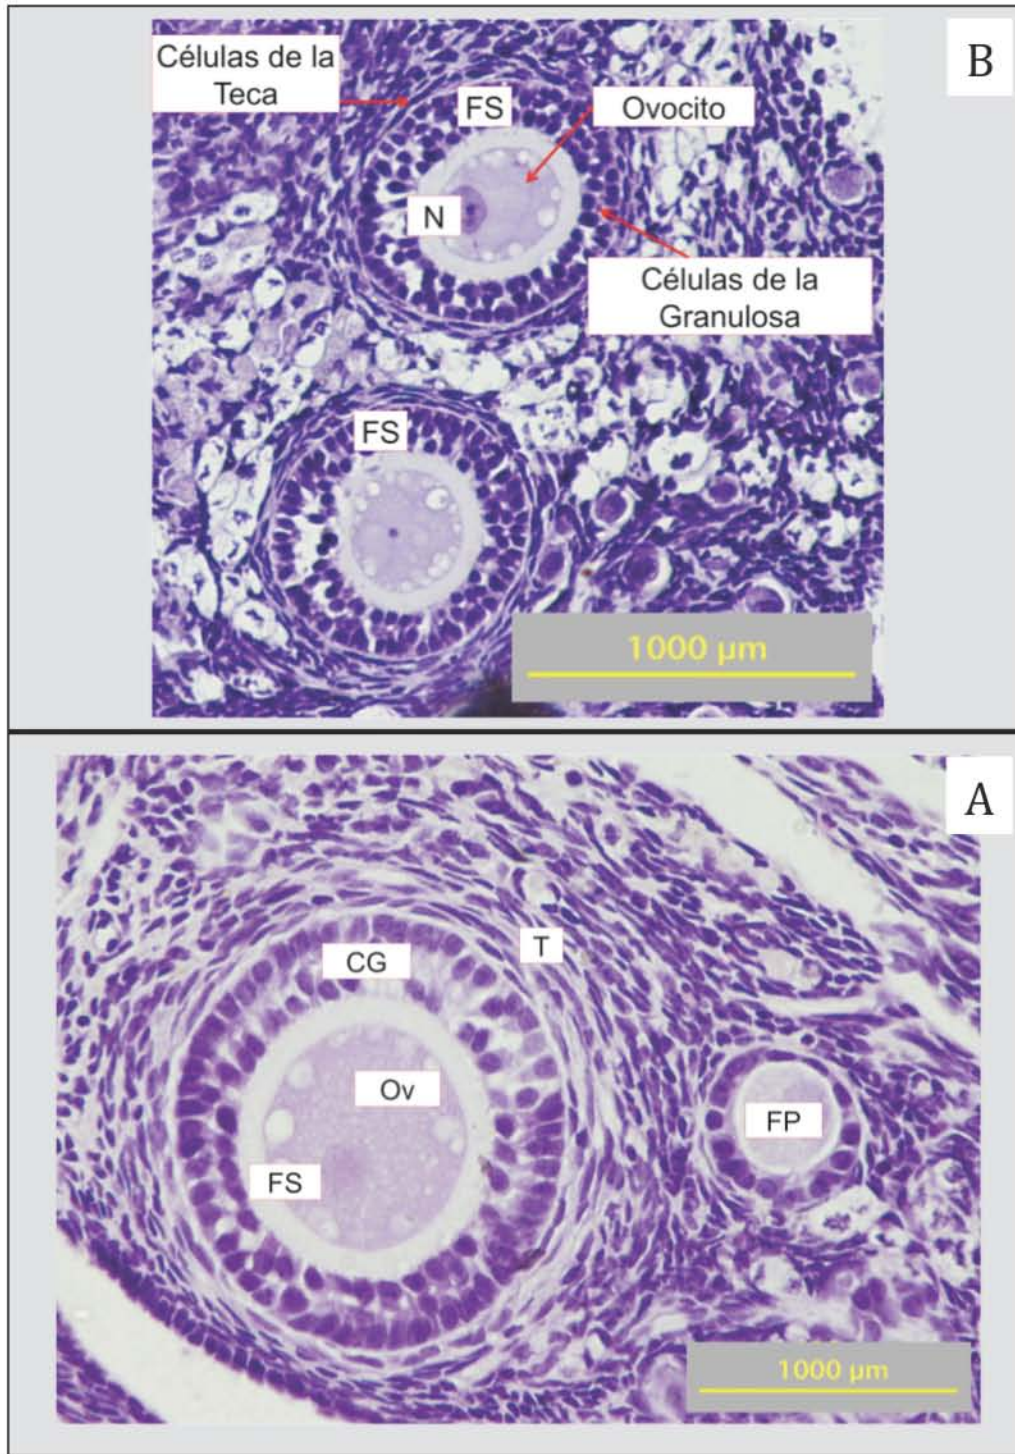 B
Células de la
Teca
FS
Ovocito
N
Células de la
Granulosa
FS
1000 µm
A
T
CG
Ov
FP
FS
1000 µm